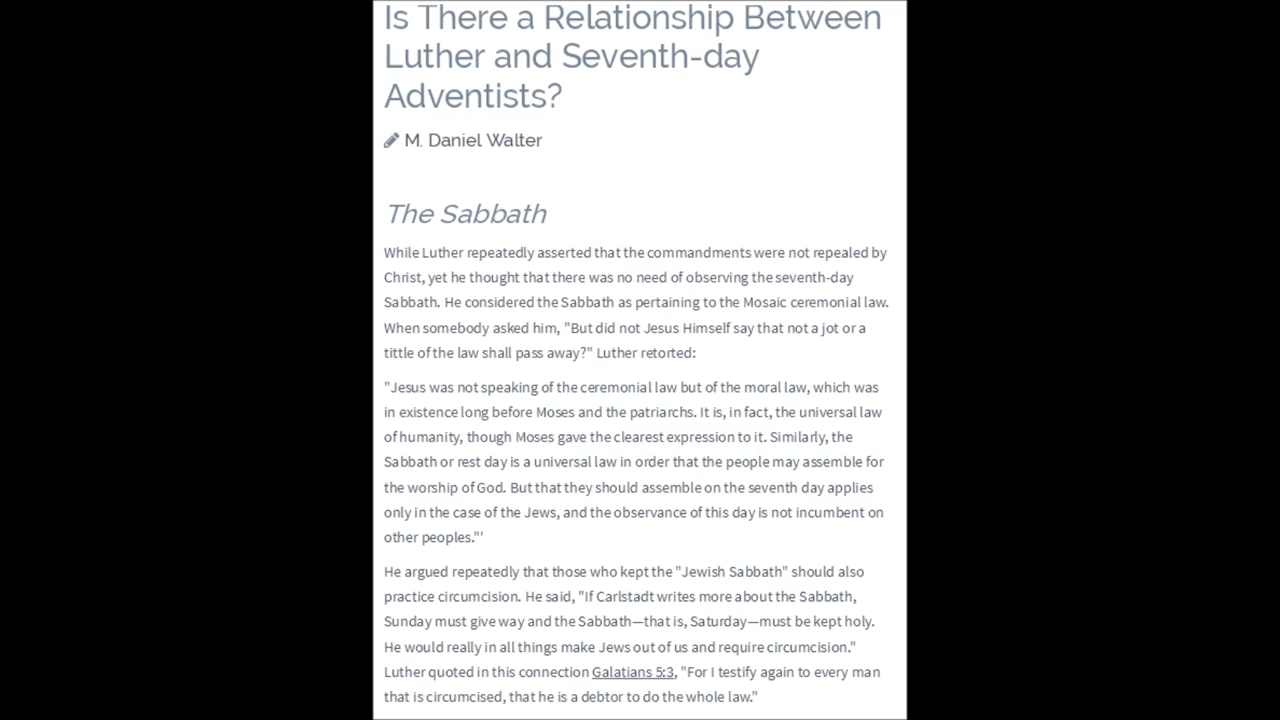 Is There a Relationship Between
Luther and Seventh-day
Adventists?
M. Daniel Walter
The Sabbath
While Luther repeatedly asserted that the commandments were not repealed by
Christ, yet he thought that there was no need of observing the seventh-day
Sabbath. He considered the Sabbath as pertaining to the Mosaic ceremonial law.
When somebody asked him, "But did not Jesus Himself say that not a jot or a
tittle of the law shall pass away?" Luther retorted:
"Jesus was not speaking of the ceremonial law but of the moral law, which was
in existence long before Moses and the patriarchs. It is, in fact, the universal law
of humanity, though Moses gave the clearest expression to it. Similarly, the
Sabbath or rest day is a universal law in order that the people may assemble for
the worship of God. But that they should assemble on the seventh day applies
only in the case of the Jews, and the observance of this day is not incumbent on
other peoples."'
He argued repeatedly that those who kept the "Jewish Sabbath" should also
practice circumcision. He said, "If Carlstadt writes more about the Sabbath,
Sunday must give way and the Sabbath—that is, Saturday—must be kept holy.
He would really in all things make Jews out of us and require circumcision."
Luther quoted in this connection Galatians 5:3, "For I testify again to every man
that is circumcised, that he is a debtor to do the whole law."